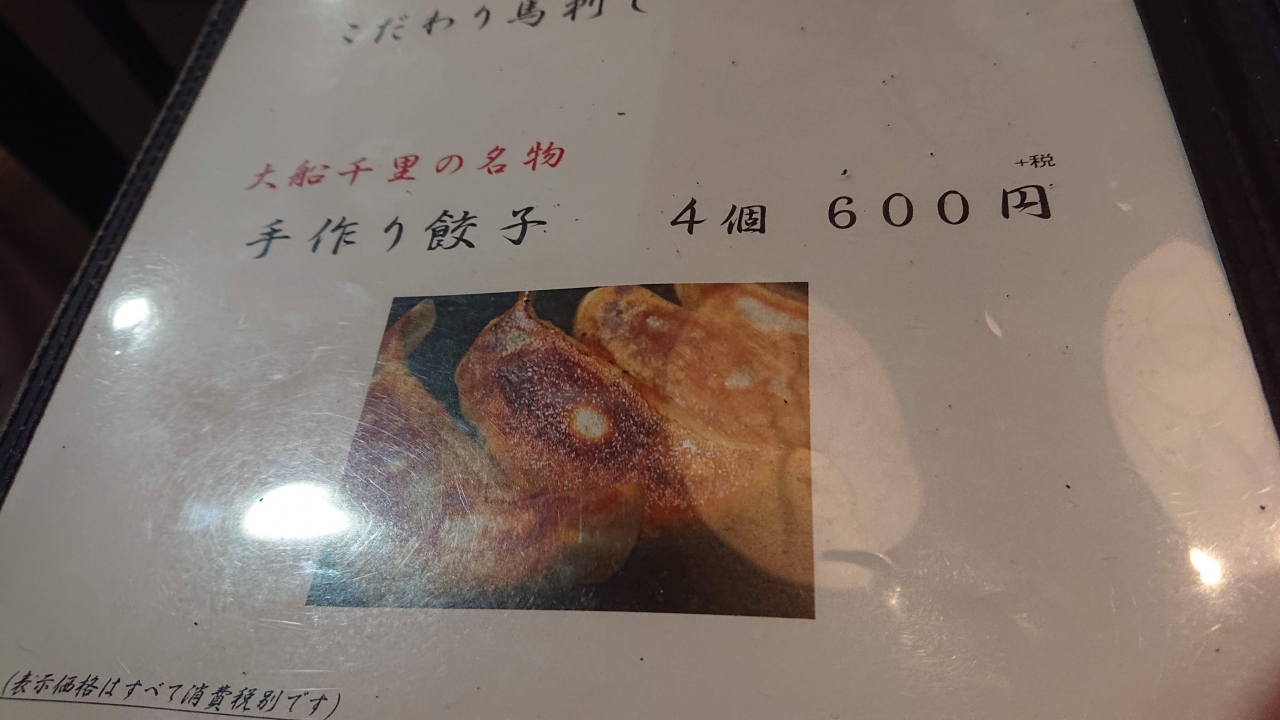 こだわり馬刺し
大船千里の名物
+税
手作り餃子 4個 600円
(表示価格はすべて消費税別です)